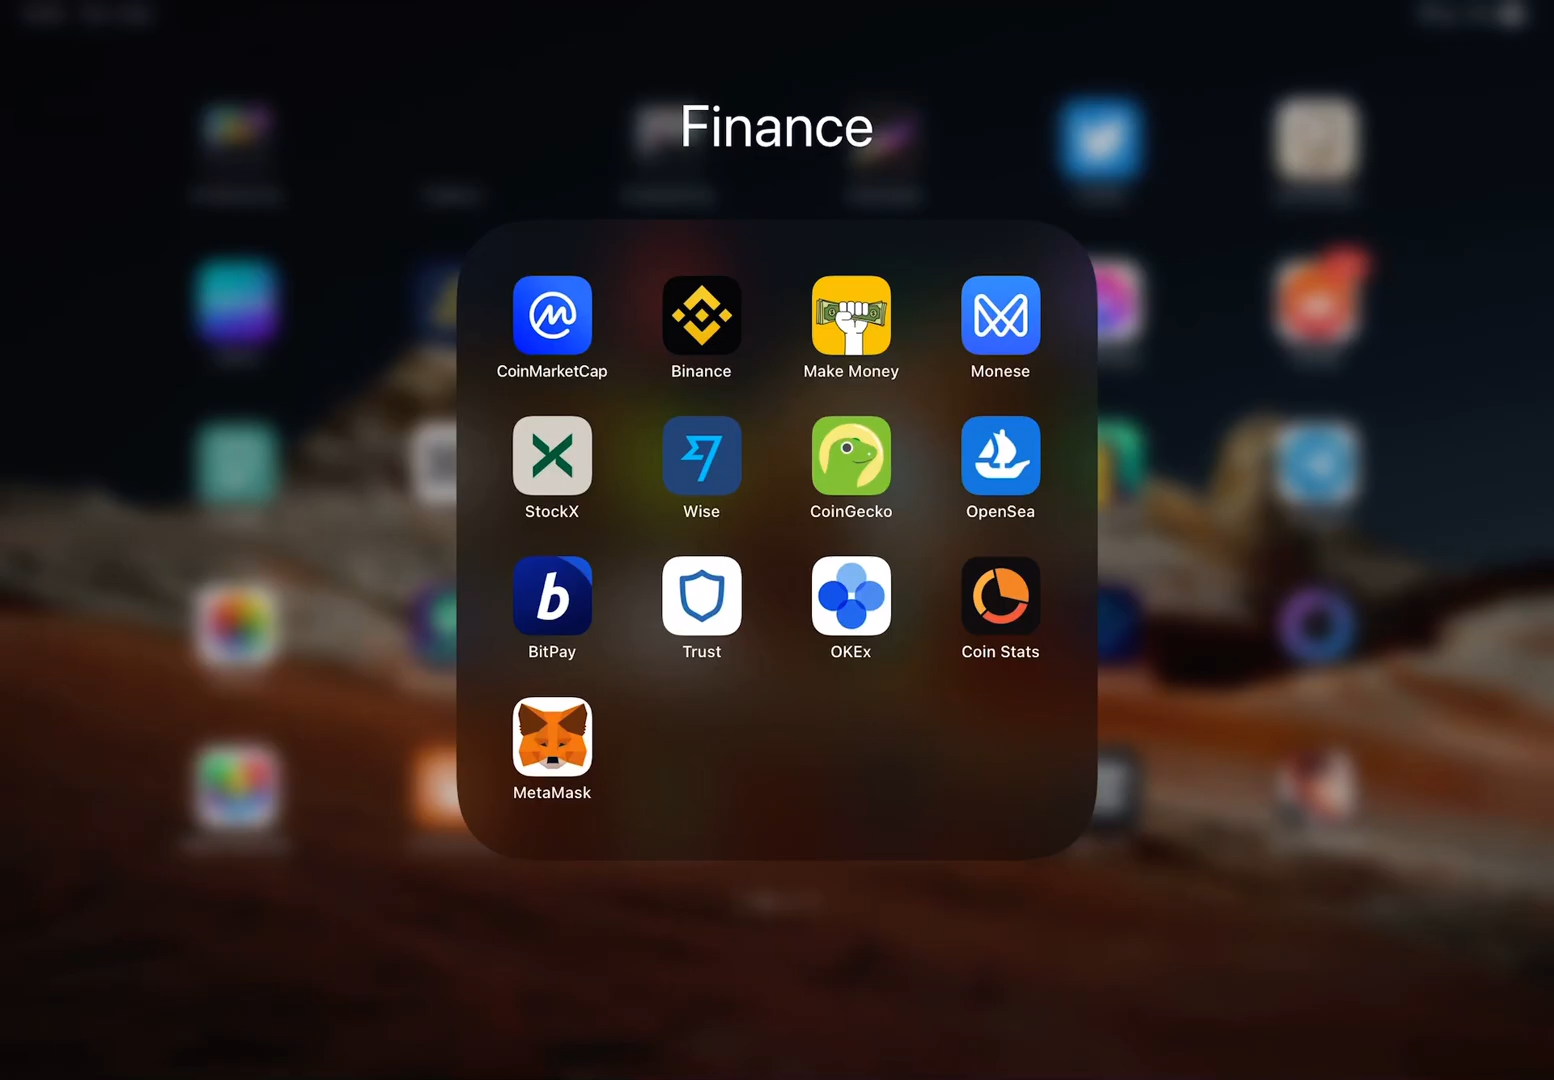 Finance
CoinMarketCap Binance Make Money Monese
StockX Wise CoinGecko OpenSea
BitPay Trust OKEx Coin Stats
MetaMask